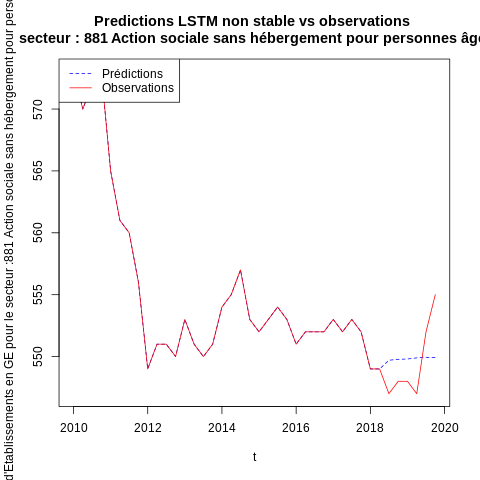 Predictions LSTM non stable vs observations
secteur : 881 Action sociale sans hébergement pour personnes âgé
d'Etablissements en GE pour le secteur :881 Action sociale sans hébergement pour perso
Prédictions
Observations
570
565
560
555
550
2010
2012
2014
2016
2018
2020
t